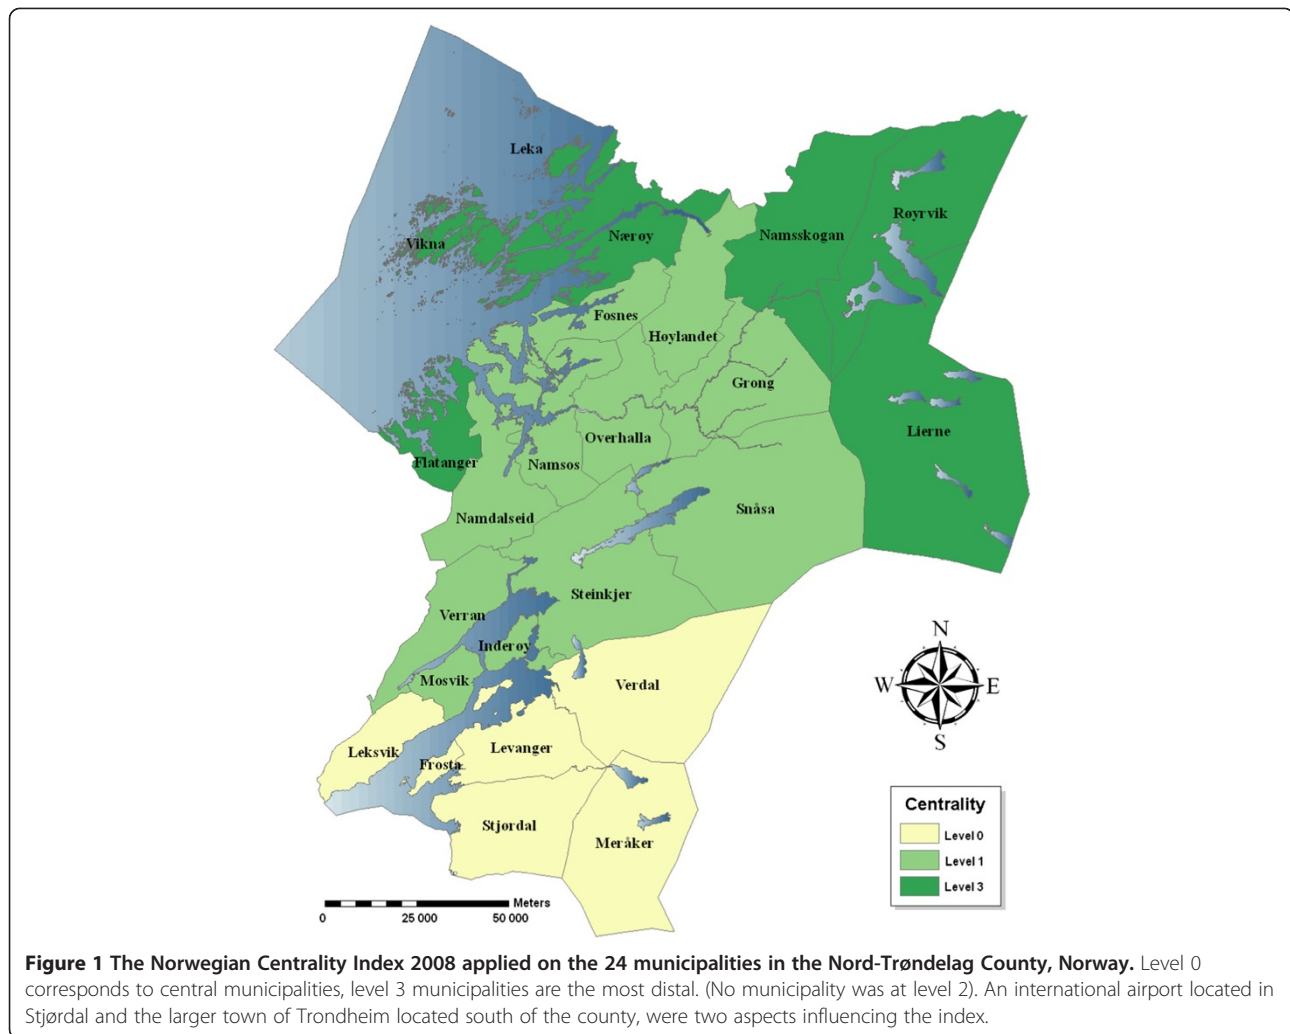 Leka
Røyrvik
Vikna
Nærøy
Namsskogan
Fosnes
Høylandet
Grong
Lierne
Overhalla
Flatanger
Namsos
Snåsa
Namdalseid
Steinkjer
Verran
Inderøy
Mosvik
Verdal
Leksvik
Levanger
Frosta
Stjørdal
Meråker
N
W E
S
Centrality
Level 0
Level 1
Level 3
Meters
0 25 000 50 000
Figure 1 The Norwegian Centrality Index 2008 applied on the 24 municipalities in the Nord-Trøndelag County, Norway. Level 0
corresponds to central municipalities, level 3 municipalities are the most distal. (No municipality was at level 2). An international airport located in
Stjørdal and the larger town of Trondheim located south of the county, were two aspects influencing the index.